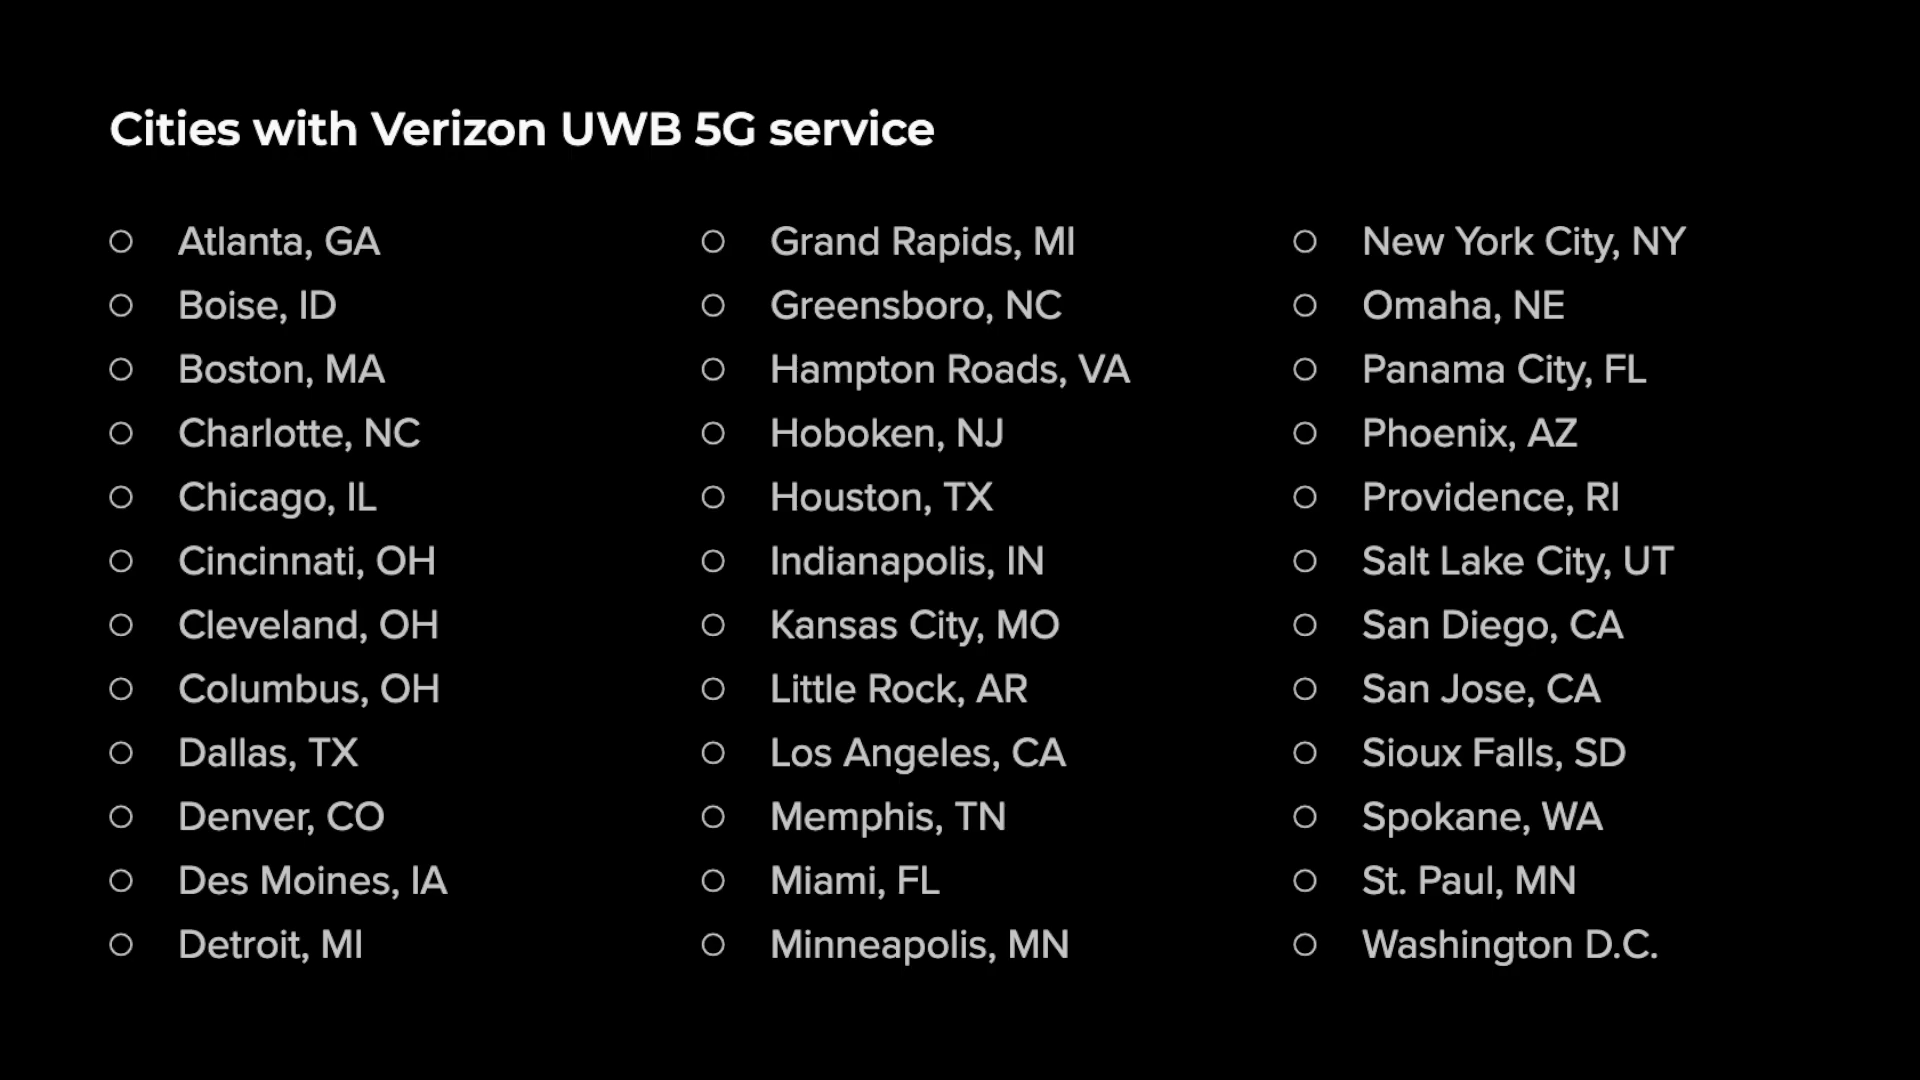 Cities with Verizon UWB 5G service
Atlanta, GA
Boise, ID
Boston, MA
Charlotte, NC
Chicago, IL
Cincinnati, OH
Cleveland, OH
Columbus, OH
Dallas, TX
Denver, CO
Des Moines, IA
Detroit, MI
Grand Rapids, MI
Greensboro, NC
Hampton Roads, VA
Hoboken, NJ
Houston, TX
Indianapolis, IN
Kansas City, MO
Little Rock, AR
Los Angeles, CA
Memphis, TN
Miami, FL
Minneapolis, MN
New York City, NY
Omaha, NE
Panama City, FL
Phoenix, AZ
Providence, RI
Salt Lake City, UT
San Diego, CA
San Jose, CA
Sioux Falls, SD
Spokane, WA
St. Paul, MN
Washington D.C.